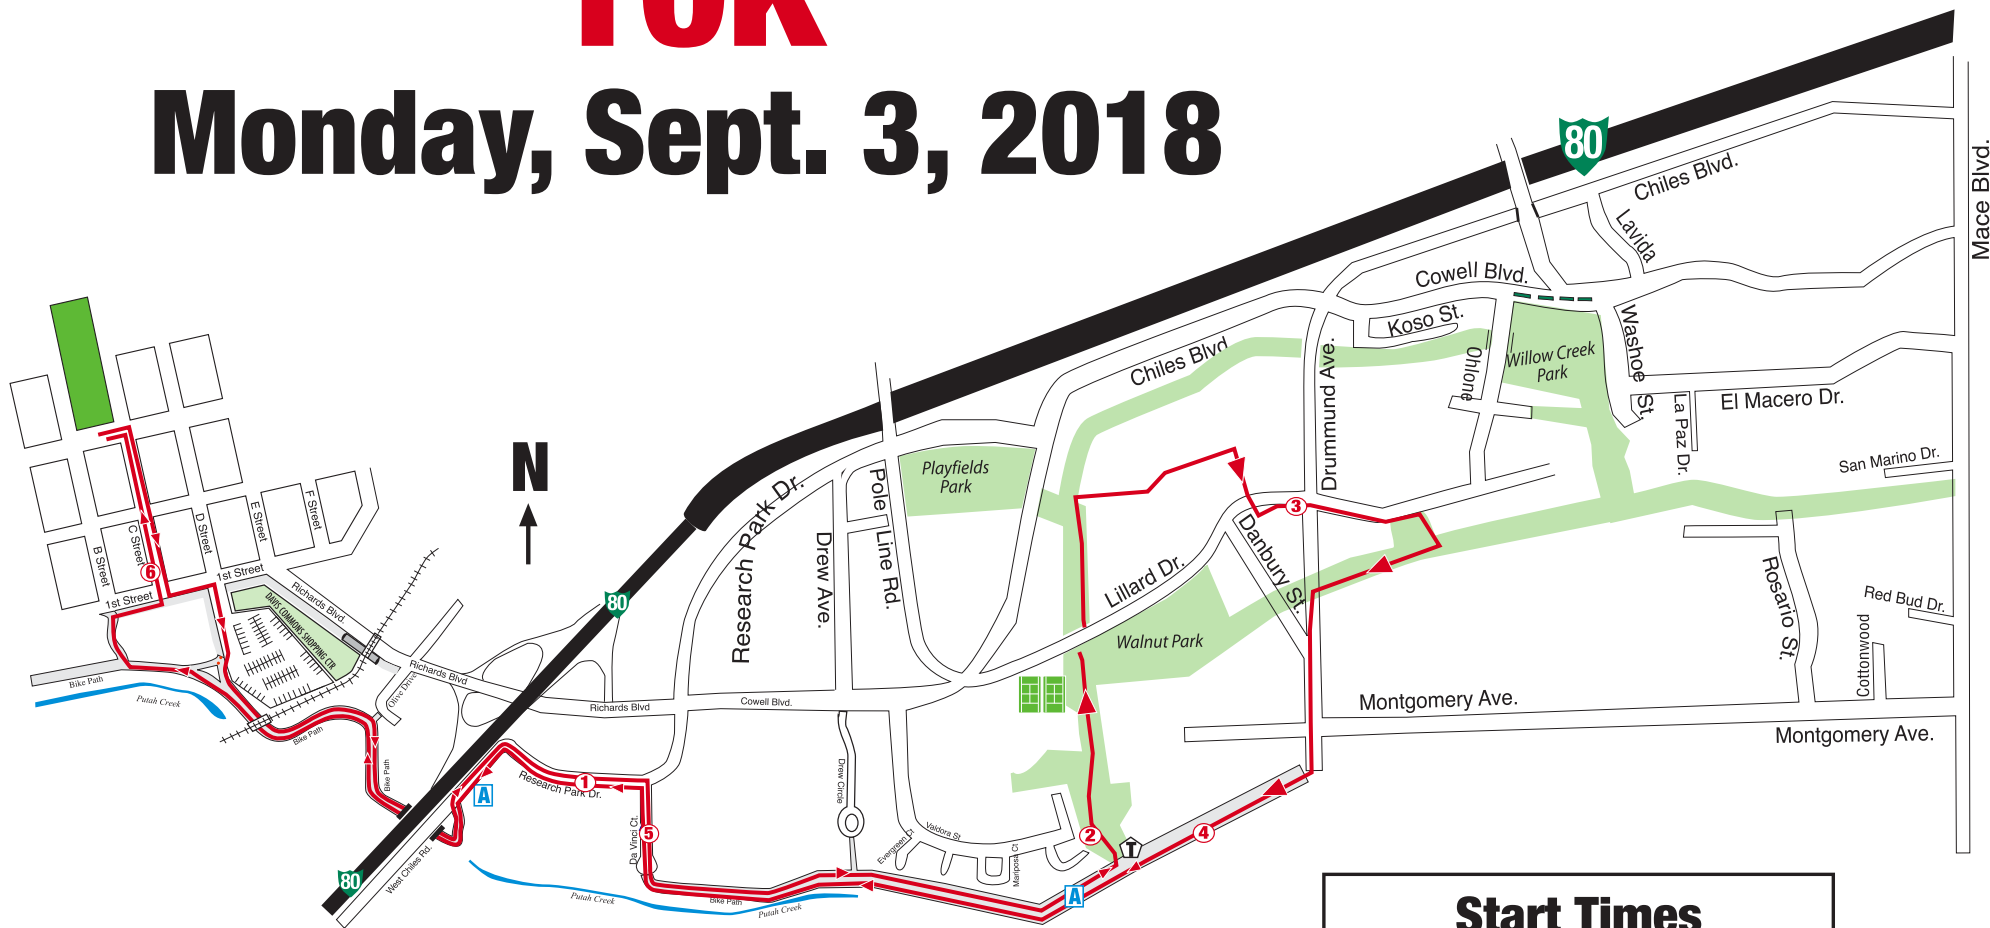 10K
Monday, Sept. 3, 2018
80
Chiles Blvd.
Mace Blvd.
Lavida
Cowell Blvd.
Koso St.
Washoe St.
Ohlone
Willow Creek
Park
Chiles Blvd
Drummund Ave.
El Macero Dr.
La Paz Dr.
San Marino Dr.
N
Playfields
Park
Pole Line Rd.
Research Park Dr.
Drew Ave.
3
Danbury St.
Lillard Dr.
Walnut Park
Rosario St.
Red Bud Dr.
Cottonwood
B Street
C Street
D Street
E Street
F Street
6
1st Street
1st Street
Richards Blvd.
DAVIS COMMONS SHOPPING CTR
80
Richards Blvd
Olive Drive
Bike Path
Putah Creek
Bike Path
Bike Path
Richards Blvd
Cowell Blvd.
Montgomery Ave.
Montgomery Ave.
A
1
Research Park Dr.
Da Vinci Ct.
5
Drew Circle
Evergreen Ct
Valdora St
Mariposa Ct
2
T
4
A
80
West Chiles Rd.
Putah Creek
Bike Path
Putah Creek
Start Times